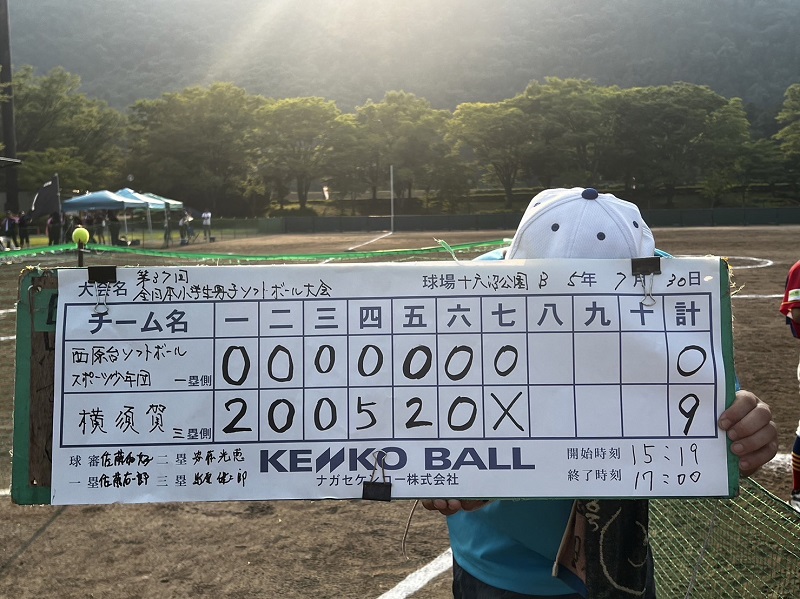 大会名 第37回 全日本小学生男子ソフトボール大会 球場 十六沼公園 B 5年 7月 30日
チーム名 一 二 三 四 五 六 七 八 九 十 計
西原台ソフトボール スポーツ少年団 一塁側 0 0 0 0 0 0 0 0
横須賀 三塁側 2 0 0 5 2 0 X 9
球審 佐藤 二塁 開始時刻 15:19
一塁 佐藤 三塁 終了時刻 17:00
KENKO BALL
ナガセケンコー株式会社